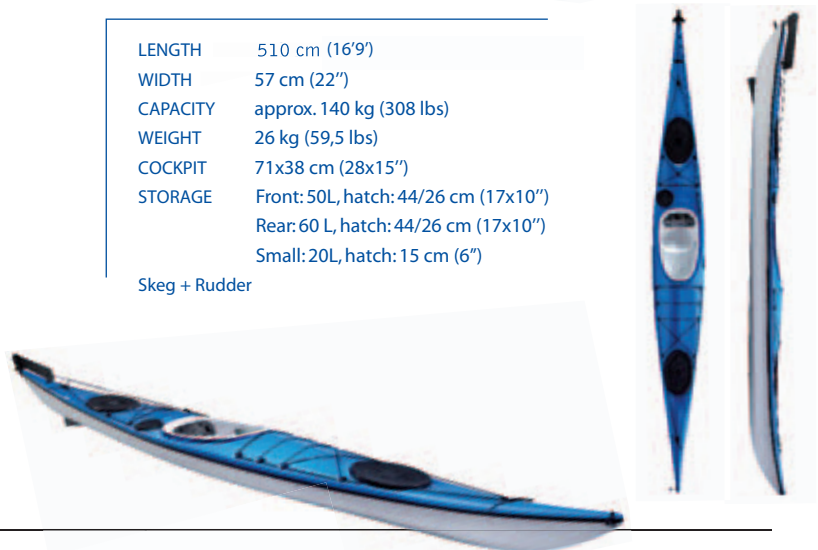 LENGTH 510 cm (16'9')
WIDTH 57 cm (22'')
CAPACITY approx. 140 kg (308 lbs)
WEIGHT 26 kg (59,5 lbs)
COCKPIT 71x38 cm (28x15'')
STORAGE Front: 50L, hatch: 44/26 cm (17x10'')
Rear: 60 L, hatch: 44/26 cm (17x10'')
Small: 20L, hatch: 15 cm (6'')
Skeg + Rudder